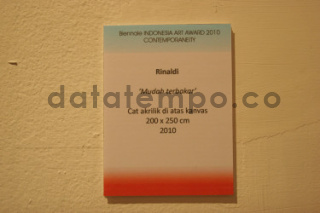 Biennale INDONESIA ART AWARD 2010
CONTEMPORANEITY
Rinaldi
'Mudah terbakar'
datatempo.co
Cat akrilik di atas kanvas
200 x 250 cm
2010